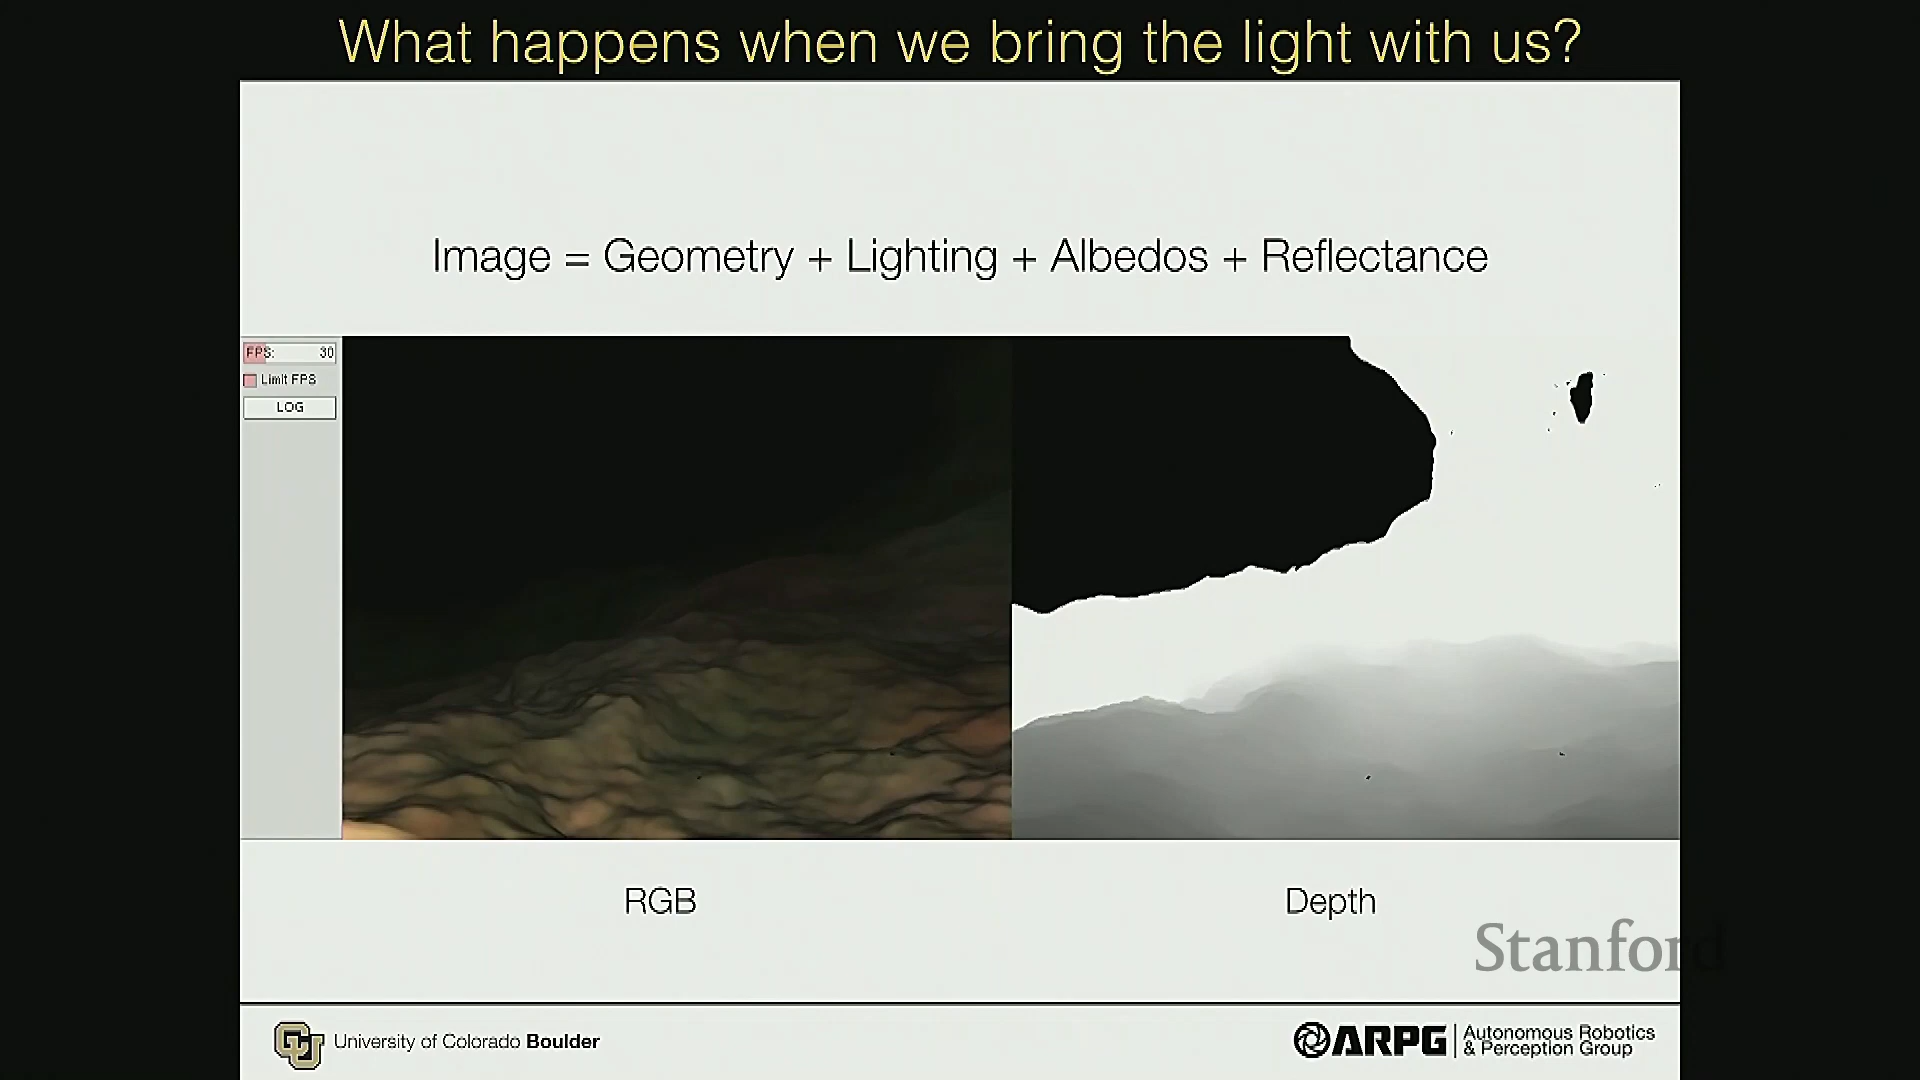 What happens when we bring the light with us?
Image = Geometry + Lighting + Albedos + Reflectance
FPS: 30
Limit FPS
LOG
RGB
Depth
Stanford
University of Colorado Boulder
ARPG
Autonomous Robotics
& Perception Group